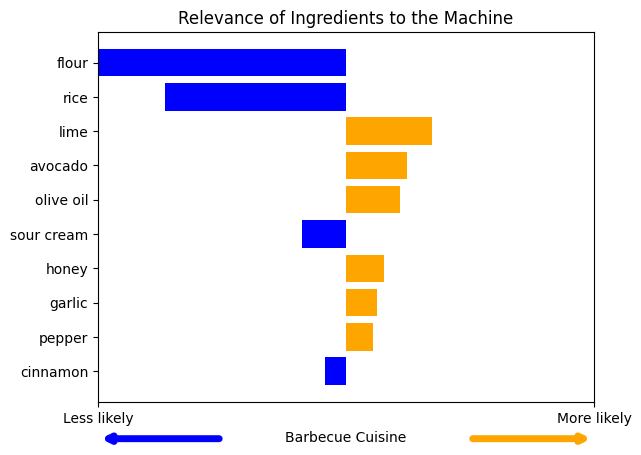 Relevance of Ingredients to the Machine
flour
rice
lime
avocado
olive oil
sour cream
honey
garlic
pepper
cinnamon
Less likely
More likely
Barbecue Cuisine